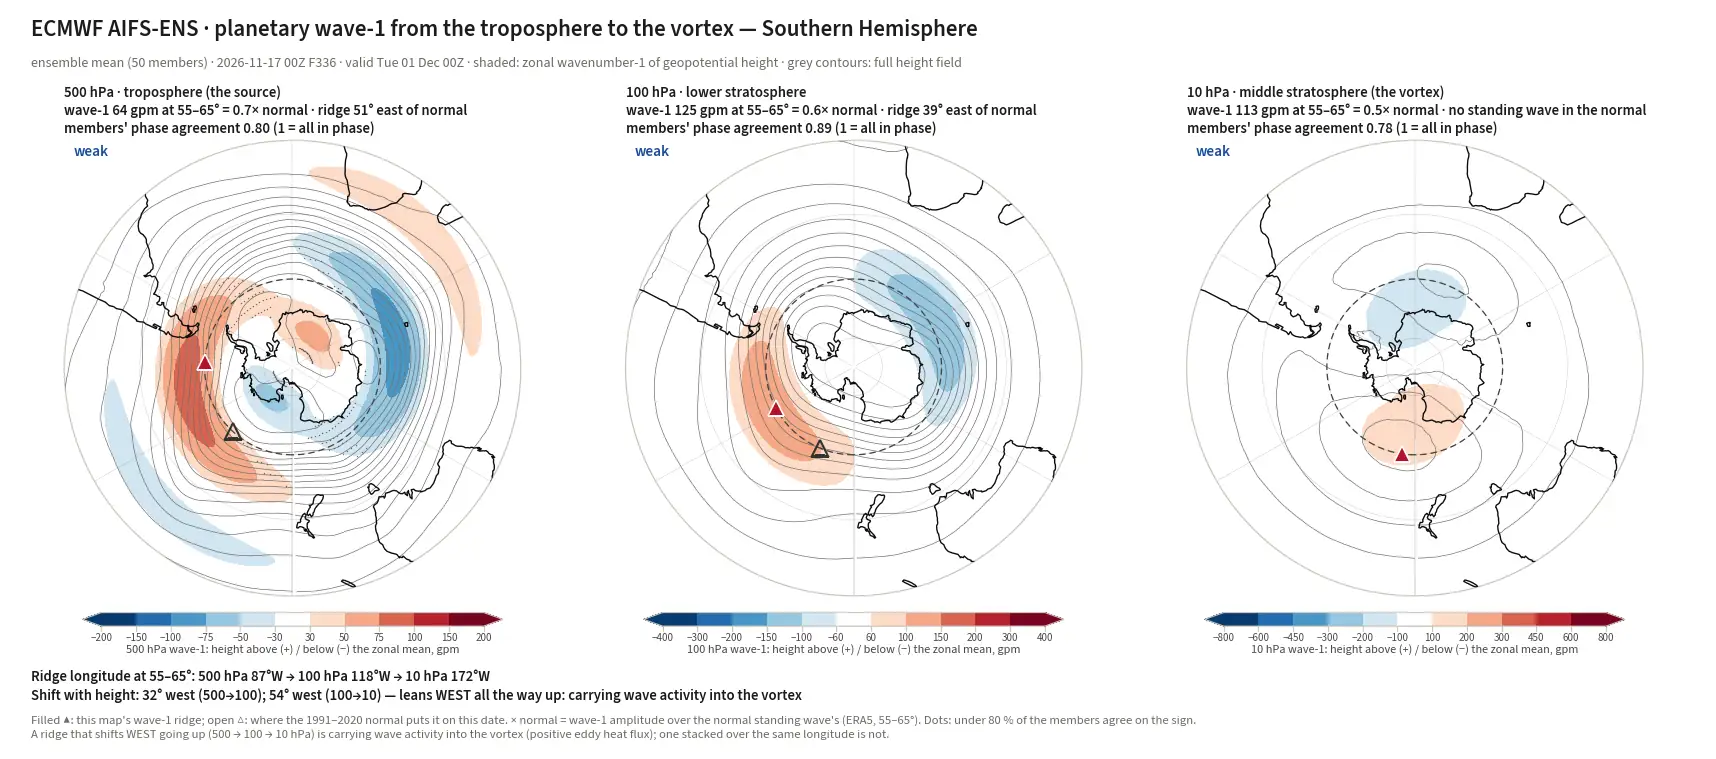 ECMWF AIFS-ENS · planetary wave-1 from the troposphere to the vortex — Southern Hemisphere
ensemble mean (50 members) · 2026-11-17 00Z F336 · valid Tue 01 Dec 00Z · shaded: zonal wavenumber-1 of geopotential height · grey contours: full height field
500 hPa · troposphere (the source)
wave-1 64 gpm at 55–65° = 0.7× normal · ridge 51° east of normal
members' phase agreement 0.80 (1 = all in phase)
weak
100 hPa · lower stratosphere
wave-1 125 gpm at 55–65° = 0.6× normal · ridge 39° east of normal
members' phase agreement 0.89 (1 = all in phase)
weak
10 hPa · middle stratosphere (the vortex)
wave-1 113 gpm at 55–65° = 0.5× normal · no standing wave in the normal
members' phase agreement 0.78 (1 = all in phase)
weak
−200 −150 −100 −75 −50 −30 30 50 75 100 150 200
500 hPa wave-1: height above (+) / below (−) the zonal mean, gpm
−400 −300 −200 −150 −100 −60 60 100 150 200 300 400
100 hPa wave-1: height above (+) / below (−) the zonal mean, gpm
−800 −600 −450 −300 −200 −100 100 200 300 450 600 800
10 hPa wave-1: height above (+) / below (−) the zonal mean, gpm
Ridge longitude at 55–65°: 500 hPa 87°W → 100 hPa 118°W → 10 hPa 172°W
Shift with height: 32° west (500→100); 54° west (100→10) — leans WEST all the way up: carrying wave activity into the vortex
Filled ▲: this map's wave-1 ridge; open △: where the 1991–2020 normal puts it on this date. × normal = wave-1 amplitude over the normal standing wave's (ERA5, 55–65°). Dots: under 80 % of the members agree on the sign.
A ridge that shifts WEST going up (500 → 100 → 10 hPa) is carrying wave activity into the vortex (positive eddy heat flux); one stacked over the same longitude is not.